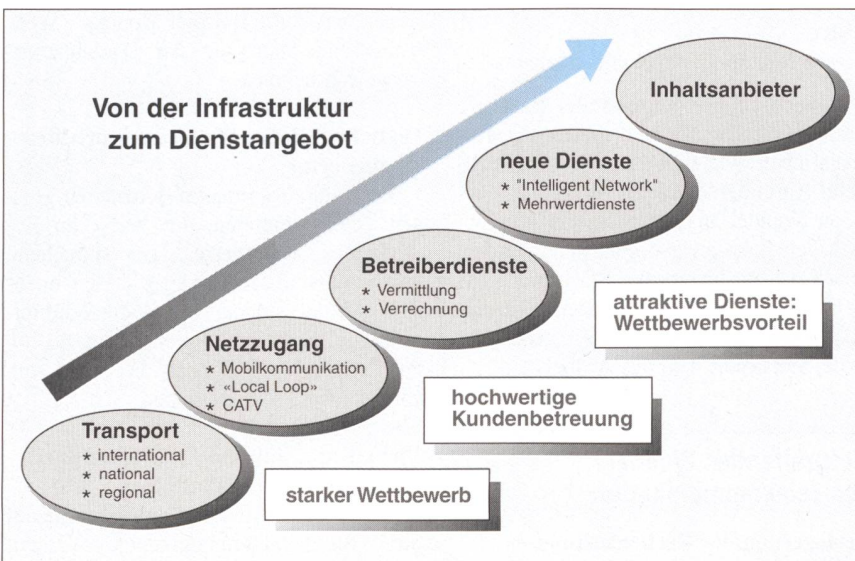 Von der Infrastruktur
zum Dienstangebot
Inhaltsanbieter
neue Dienste
* "Intelligent Network"
* Mehrwertdienste
Betreiberdienste
* Vermittlung
* Verrechnung
attraktive Dienste:
Wettbewerbsvorteil
Netzzugang
* Mobilkommunikation
* «Local Loop»
* CATV
hochwertige
Kundenbetreuung
Transport
* international
* national
* regional
starker Wettbewerb